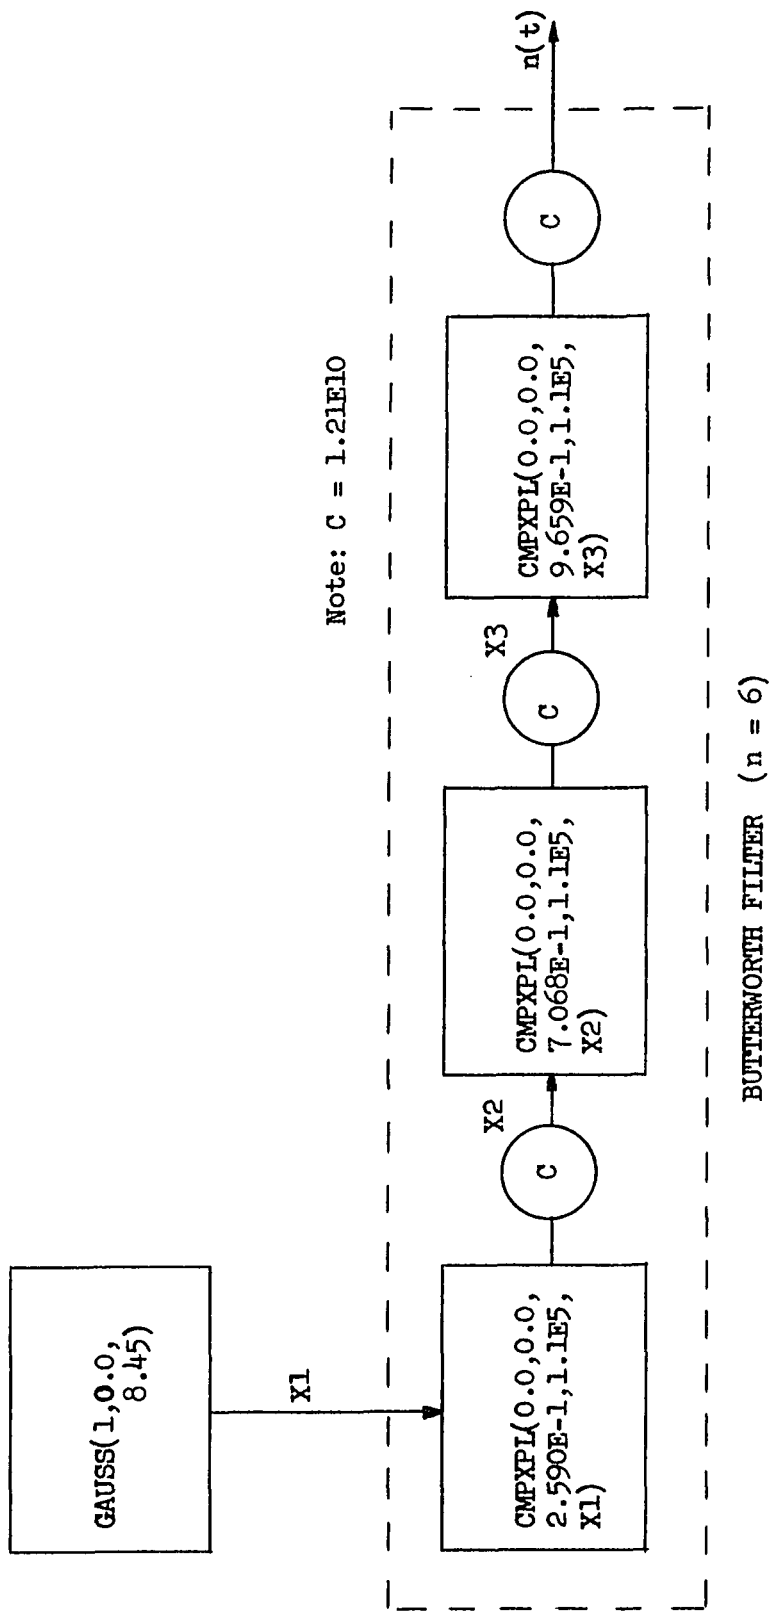 GAUSS(1,0.0,
8.45)
X1
Note: C = 1.21E10
CMPXPL(0.0,0.0,
2.590E-1,1.1E5,
X1)
C
X2
CMPXPL(0.0,0.0,
7.068E-1,1.1E5,
X2)
C
X3
CMPXPL(0.0,0.0,
9.659E-1,1.1E5,
X3)
C
n(t)
BUTTERWORTH FILTER (n = 6)